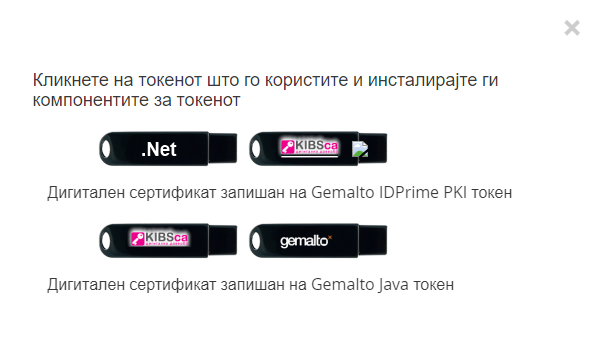 Кликнете на токенот што го користите и инсталирајте ги
компонентите за токенот
.Net KIBSca
Дигитален сертификат запишан на Gemalto IDPrime PKI токен
KIBSca gemalto
Дигитален сертификат запишан на Gemalto Java токен